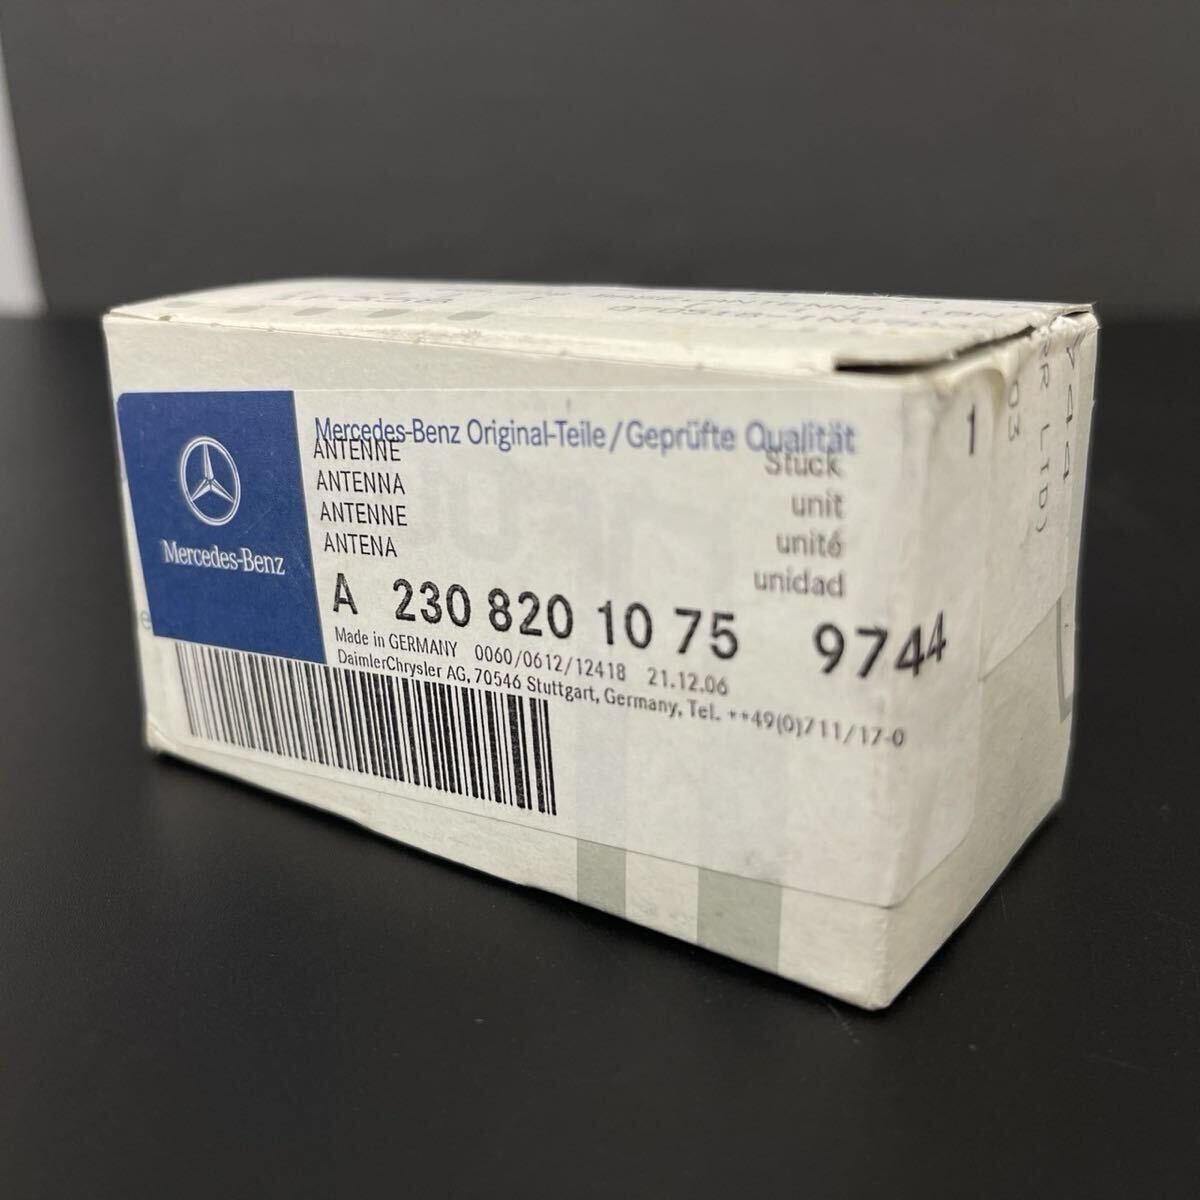 Mercedes-Benz
Mercedes-Benz Original-Teile/Geprüfte Qualität
ANTENNE
ANTENNA
ANTENNE
ANTENA
Stück
unit
unité
unidad
1
A 230 820 10 75 9744
Made in GERMANY 0060/0612/12418 21.12.06
DaimlerChrysler AG, 70546 Stuttgart, Germany, Tel. **49(0)711/17-0